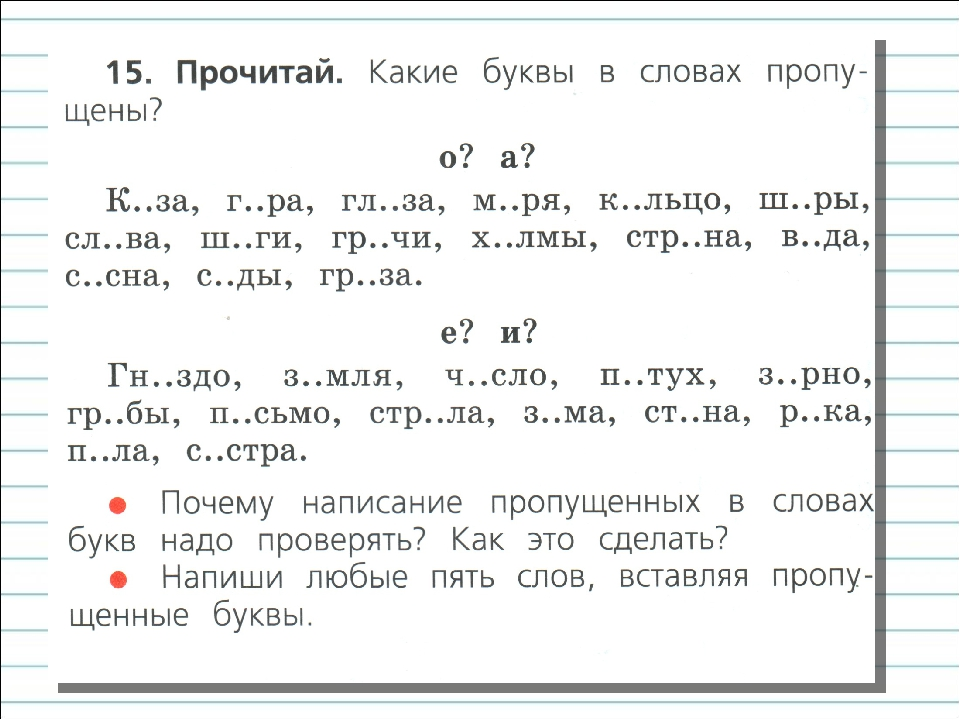 15. Прочитай. Какие буквы в словах пропу-
щены?
о? а?
К..за, г..ра, гл..за, м..ря, к..льцо, ш..ры,
сл..ва, ш..ги, гр..чи, х..лмы, стр..на, в..да,
с..сна, с..ды, гр..за.
е? и?
Гн..здо, з..мля, ч..сло, п..тух, з..рно,
гр..бы, п..сьмо, стр..ла, з..ма, ст..на, р..ка,
п..ла, с..стра.
● Почему написание пропущенных в словах
букв надо проверять? Как это сделать?
● Напиши любые пять слов, вставляя пропу-
щенные буквы.